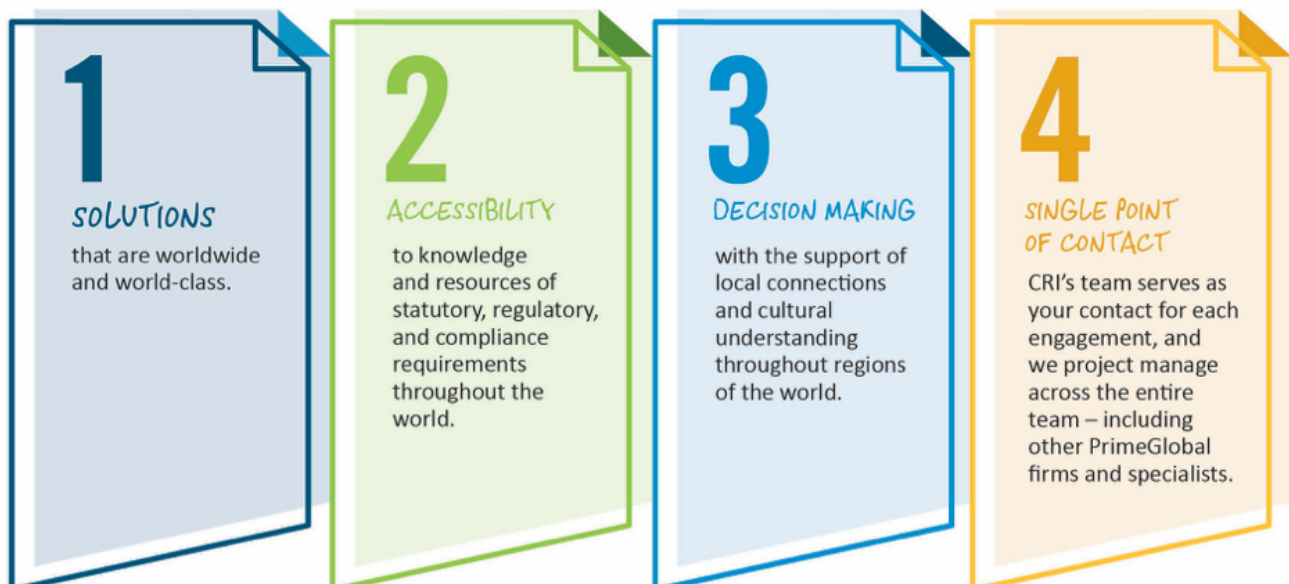 1
SOLUTIONS
that are worldwide
and world-class.
2
ACCESSIBILITY
to knowledge
and resources of
statutory, regulatory,
and compliance
requirements
throughout the
world.
3
DECISION MAKING
with the support of
local connections
and cultural
understanding
throughout regions
of the world.
4
SINGLE POINT
OF CONTACT
CRI’s team serves as
your contact for each
engagement, and
we project manage
across the entire
team – including
other PrimeGlobal
firms and specialists.